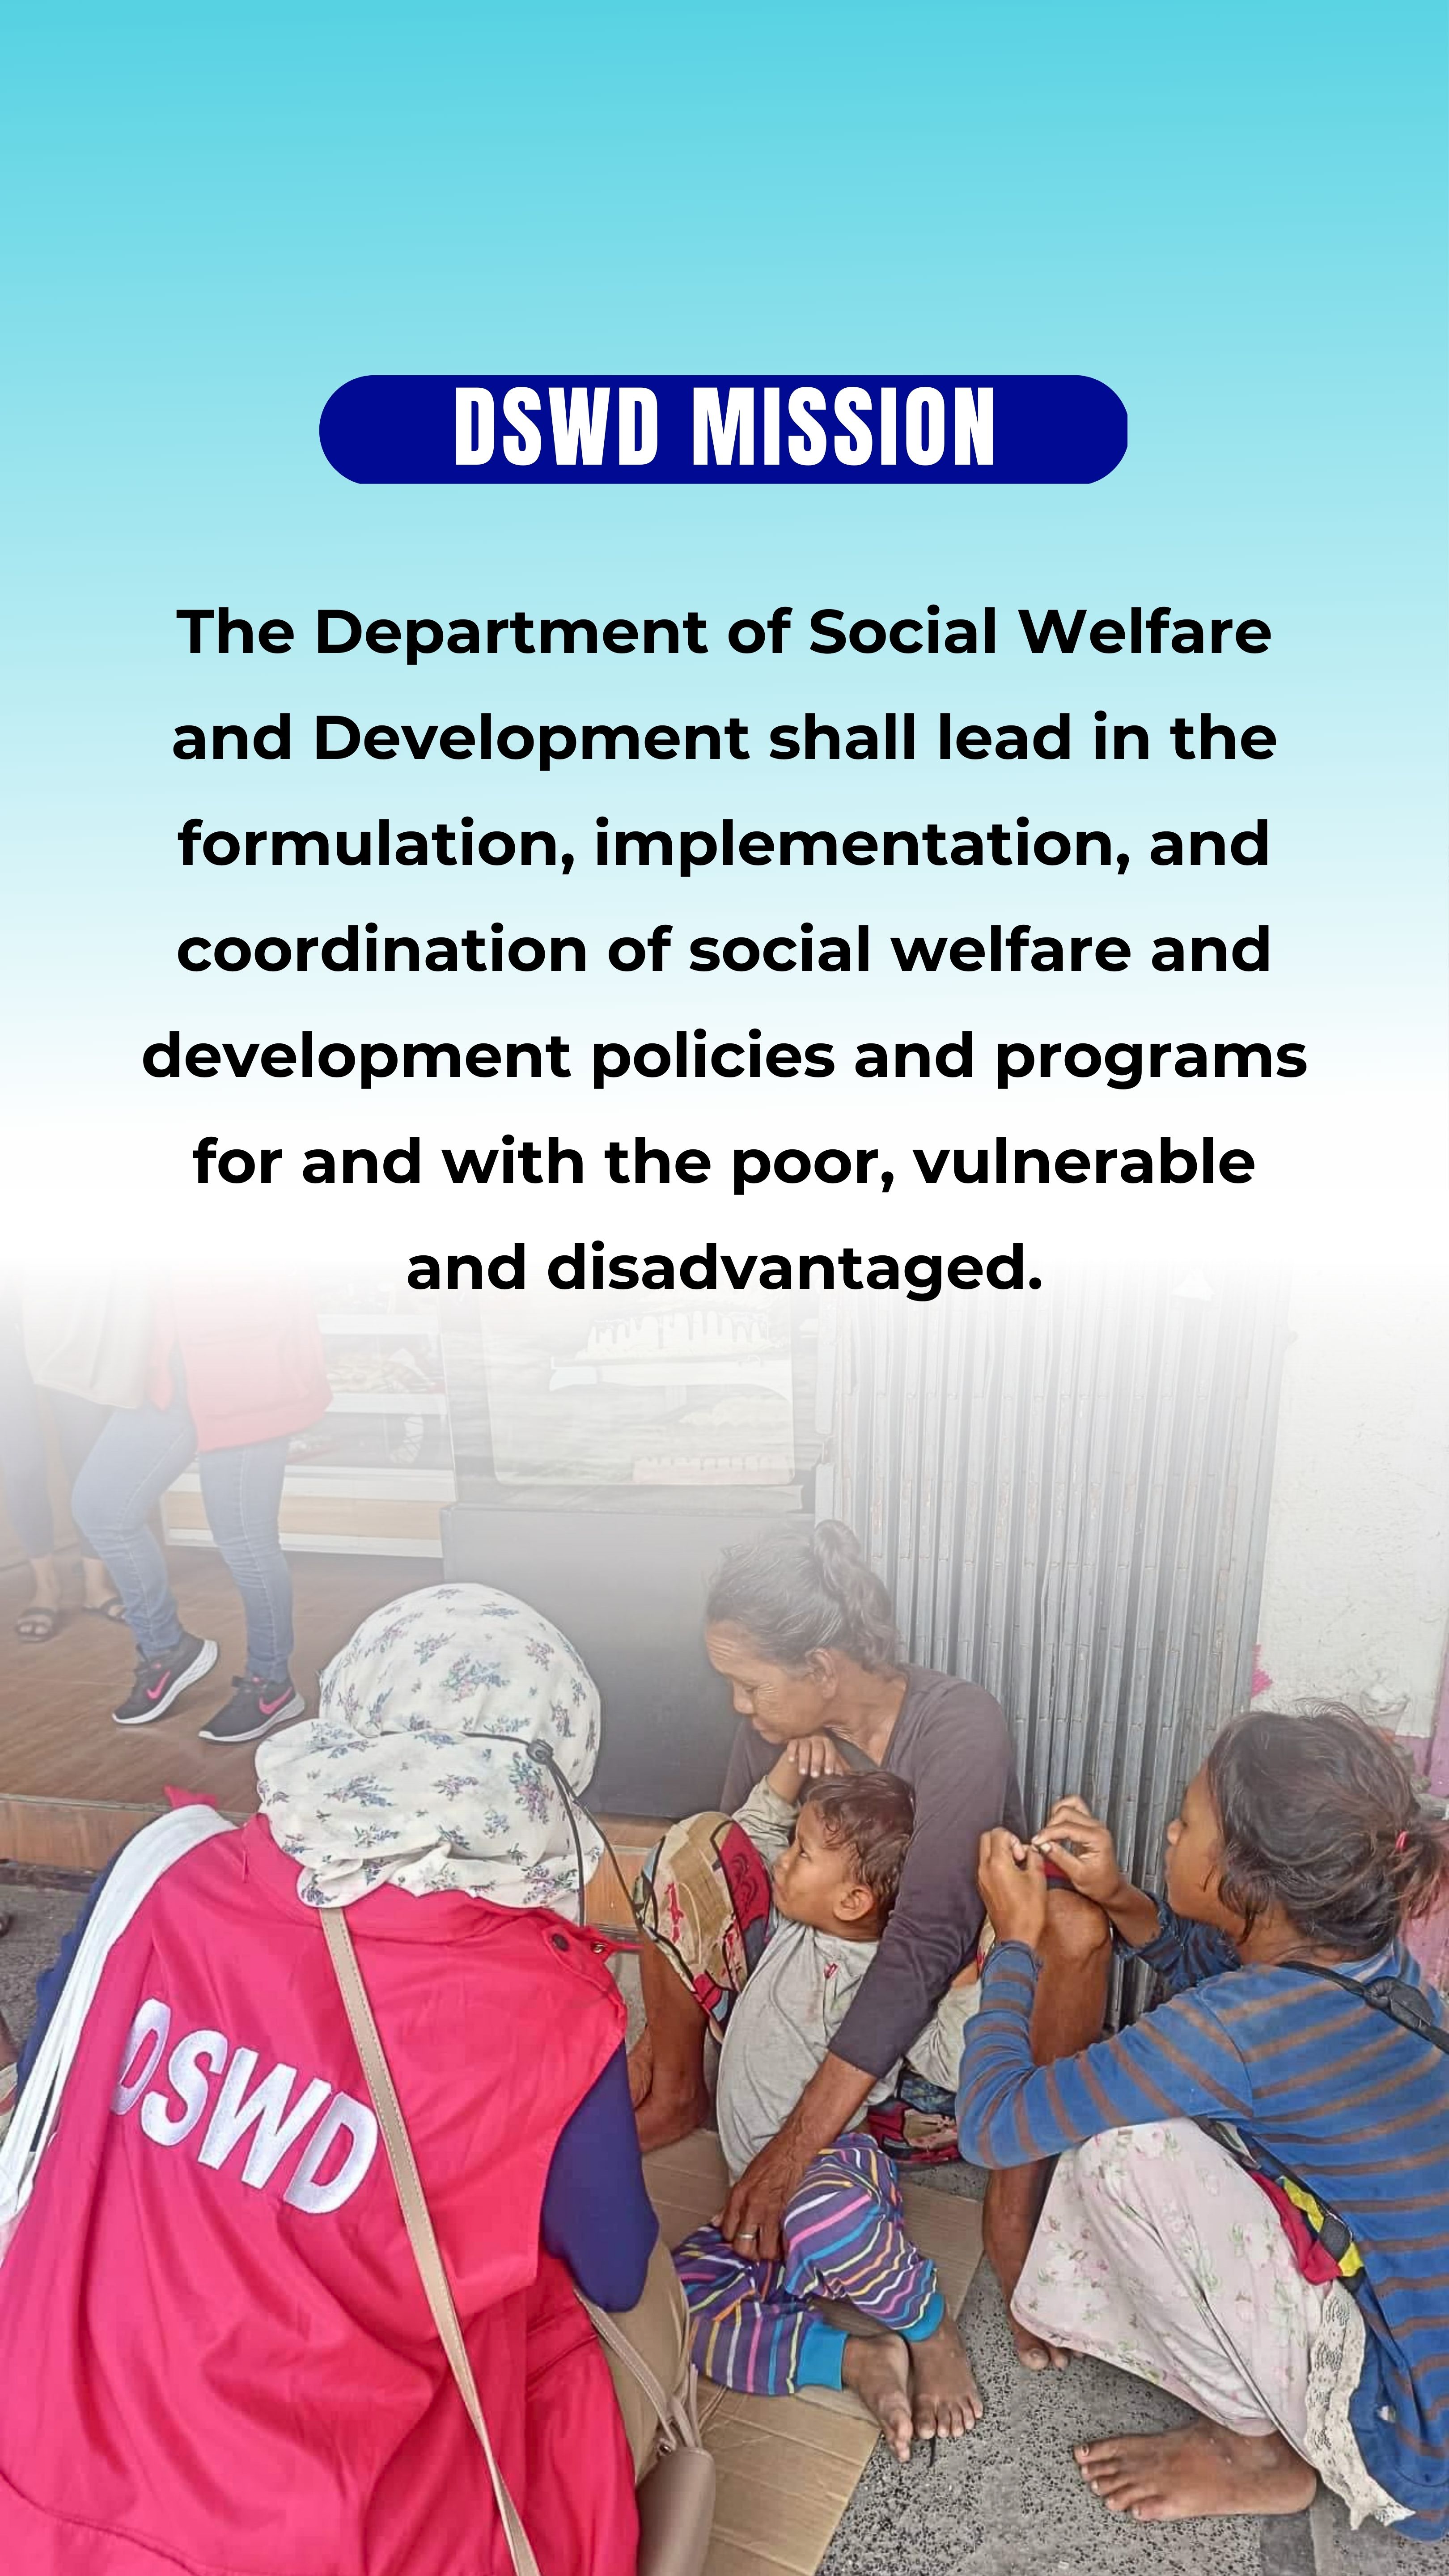 DSWD MISSION
The Department of Social Welfare
and Development shall lead in the
formulation, implementation, and
coordination of social welfare and
development policies and programs
for and with the poor, vulnerable
and disadvantaged.
DSWD